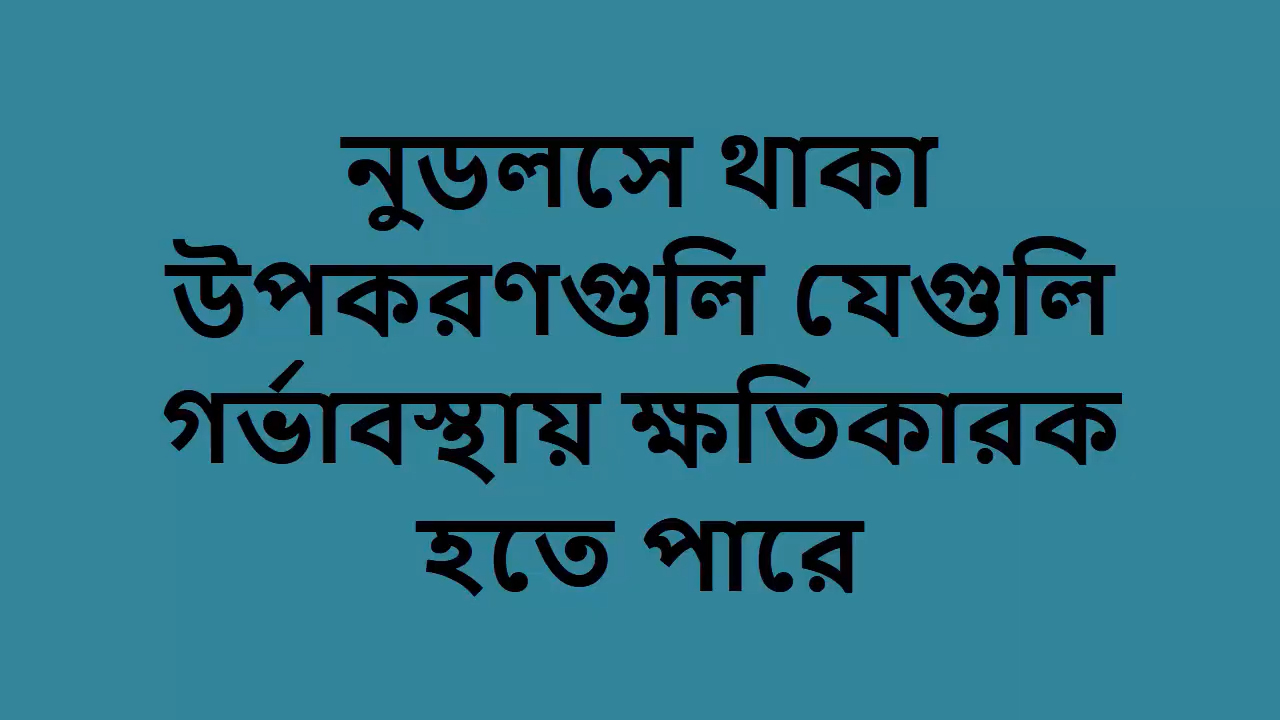 নুডলসে থাকা
উপকরণগুলি যেগুলি
গর্ভাবস্থায় ক্ষতিকারক
হতে পারে